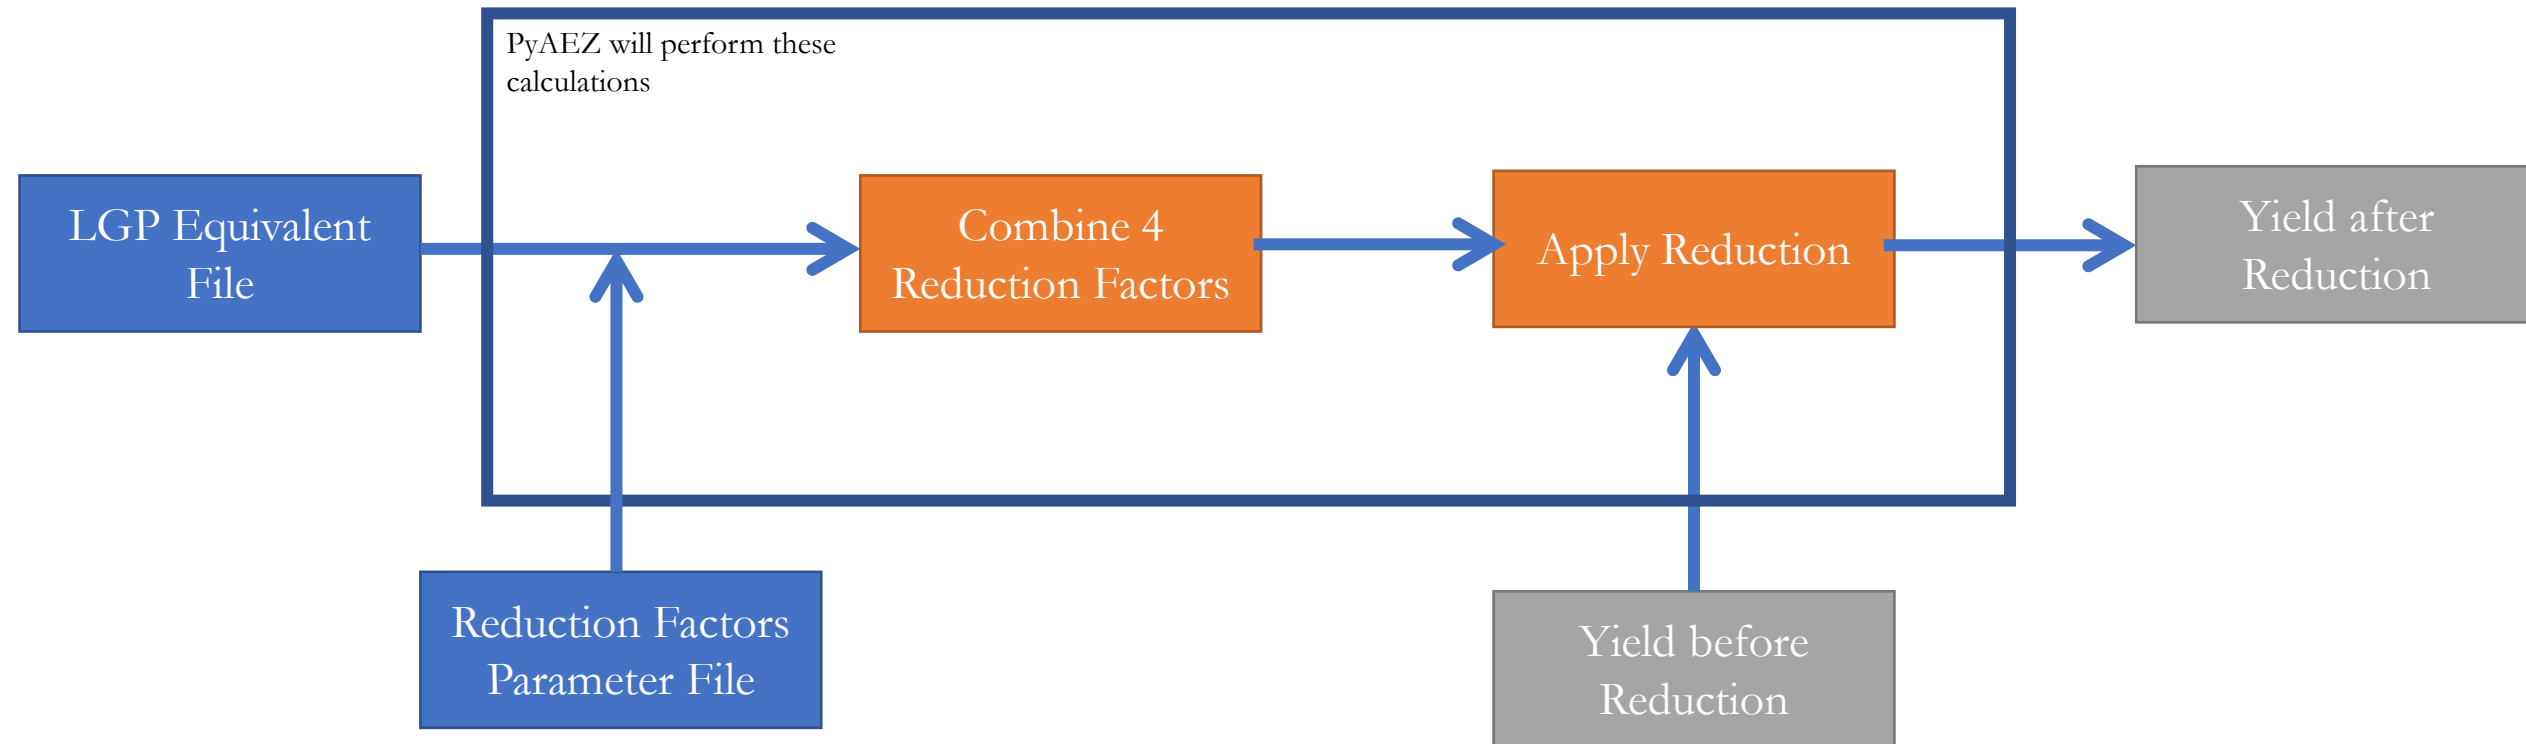 PyAEZ will perform these
calculations
LGP Equivalent
File
Combine 4
Reduction Factors
Apply Reduction
Yield after
Reduction
Reduction Factors
Parameter File
Yield before
Reduction